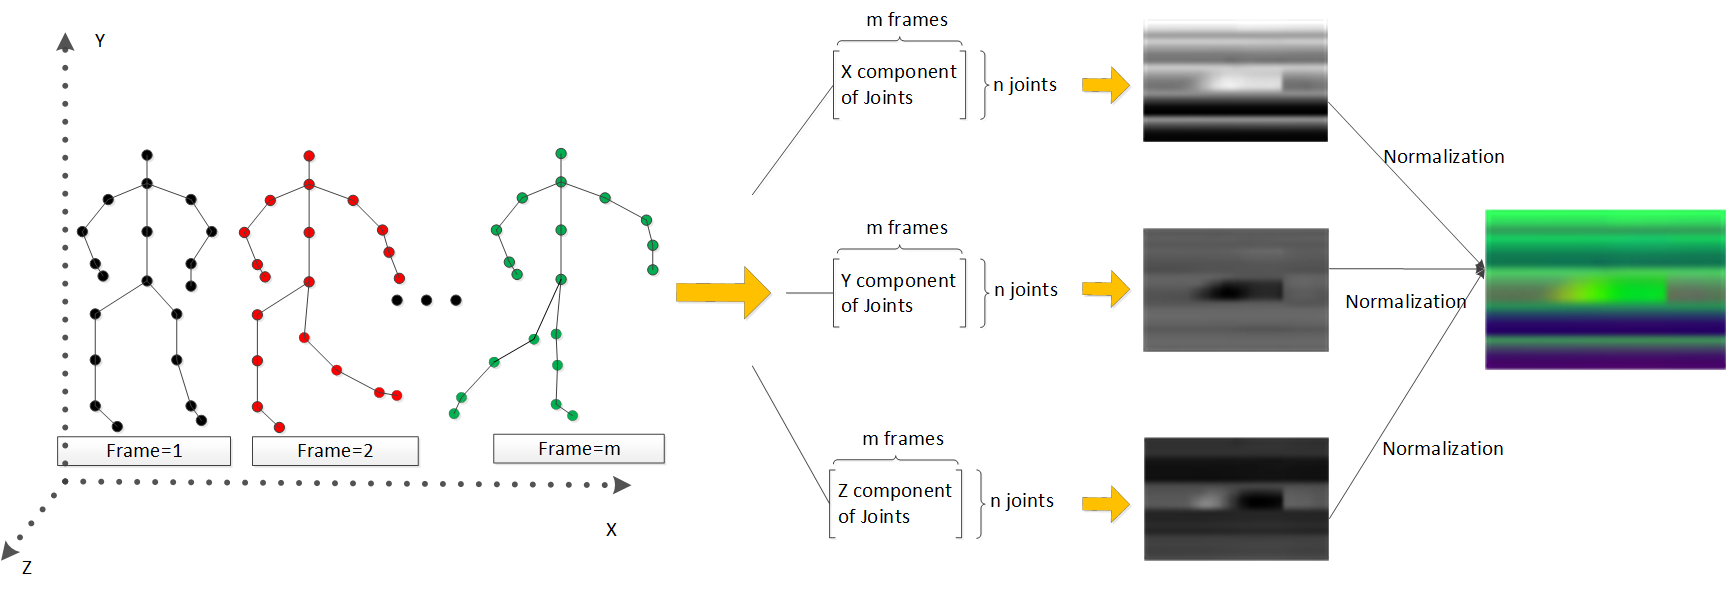 Y
Frame=1
Frame=2
Frame=m
X
Z
m frames
X component
of Joints
n joints
Normalization
m frames
Y component
of Joints
n joints
Normalization
m frames
Z component
of Joints
n joints
Normalization